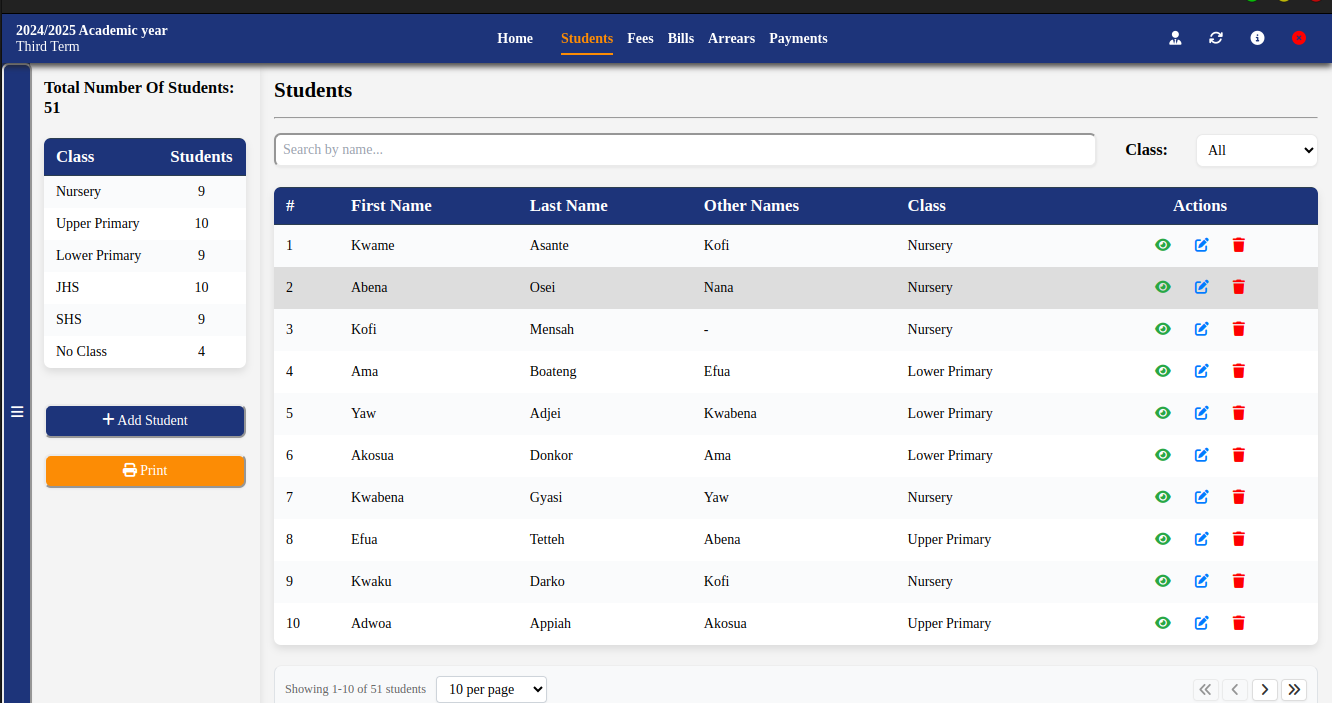 2024/2025 Academic year
Third Term
Home Students Fees Bills Arrears Payments
Total Number Of Students:
51
Class Students
Nursery 9
Upper Primary 10
Lower Primary 9
JHS 10
SHS 9
No Class 4
Add Student
Print
Students
Search by name...
Class: All
# First Name Last Name Other Names Class Actions
1 Kwame Asante Kofi Nursery
2 Abena Osei Nana Nursery
3 Kofi Mensah - Nursery
4 Ama Boateng Efua Lower Primary
5 Yaw Adjei Kwabena Lower Primary
6 Akosua Donkor Ama Lower Primary
7 Kwabena Gyasi Yaw Nursery
8 Efua Tetteh Abena Upper Primary
9 Kwaku Darko Kofi Nursery
10 Adwoa Appiah Akosua Upper Primary
Showing 1-10 of 51 students 10 per page